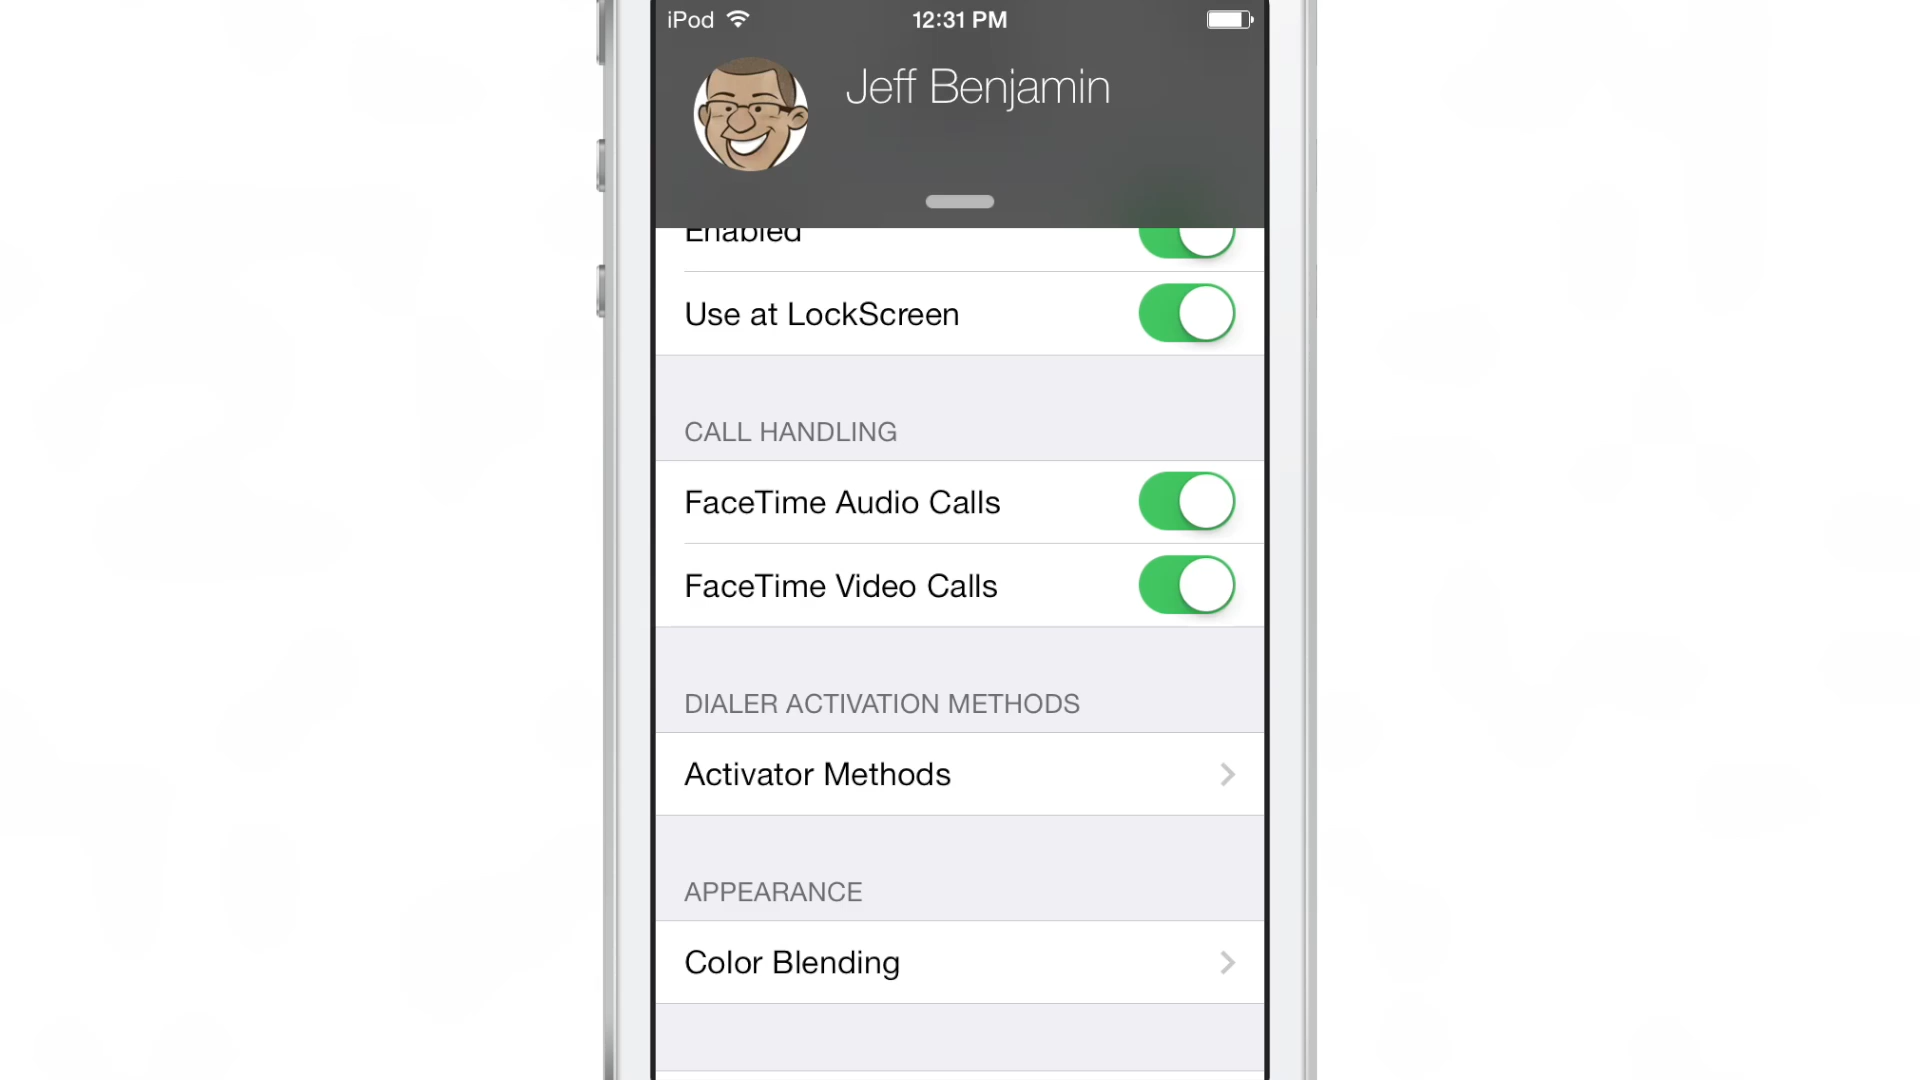 iPod 12:31 PM
Jeff Benjamin
Enabled
Use at LockScreen
CALL HANDLING
FaceTime Audio Calls
FaceTime Video Calls
DIALER ACTIVATION METHODS
Activator Methods
APPEARANCE
Color Blending